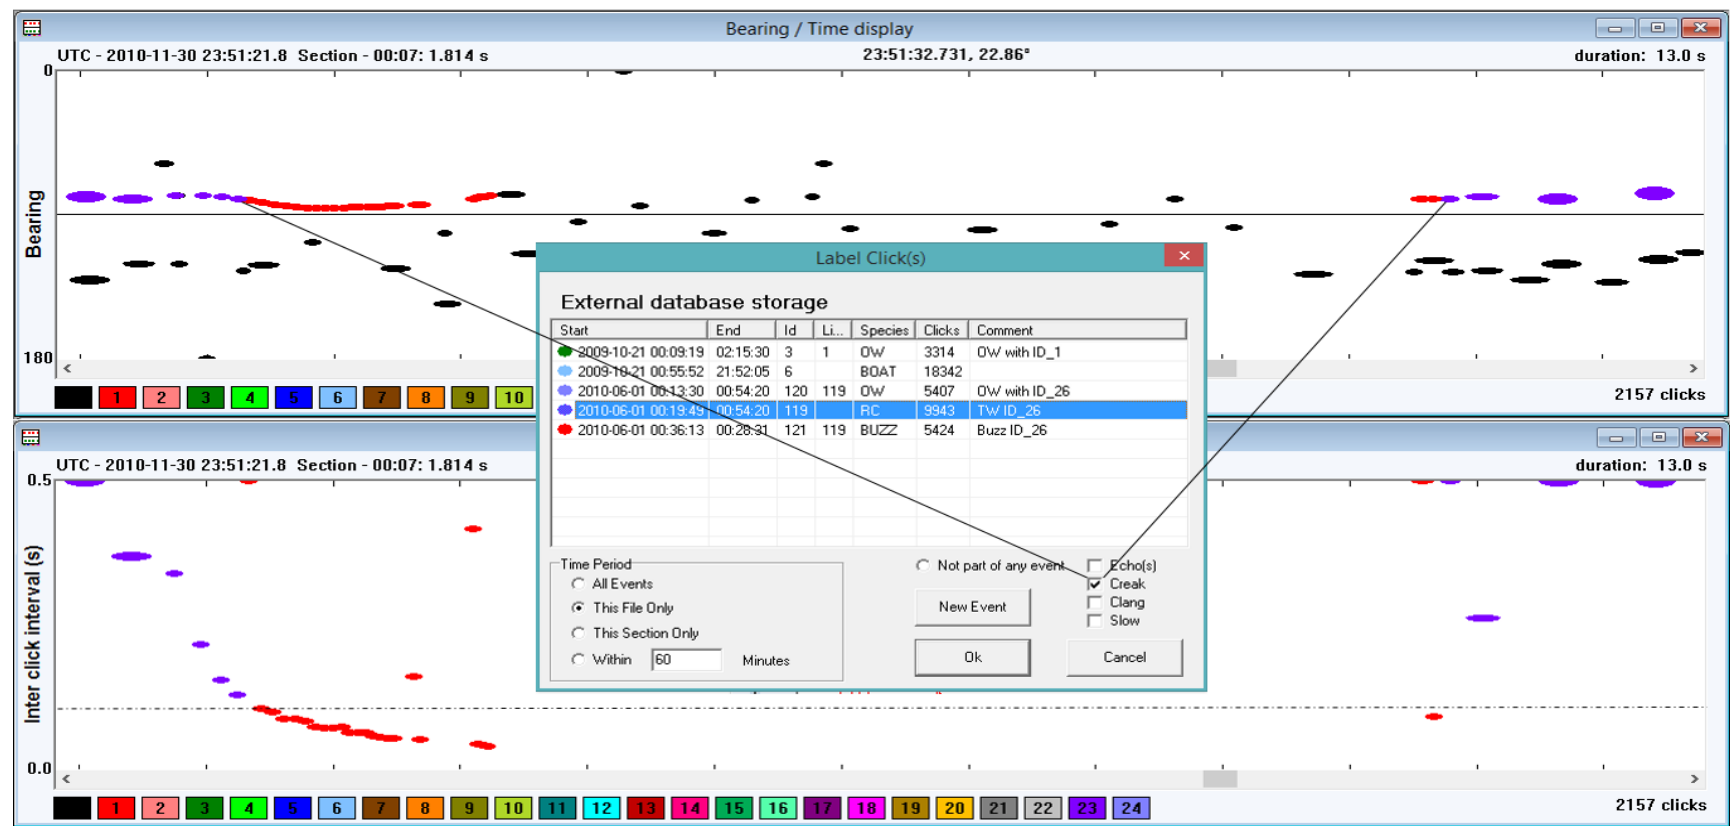 Bearing / Time display
UTC - 2010-11-30 23:51:21.8 Section - 00:07: 1.814 s
23:51:32.731, 22.86°
duration: 13.0 s
0
Bearing
180
1 2 3 4 5 6 7 8 9 10
2157 clicks
Label Click(s)
External database storage
Start End Id Li... Species Clicks Comment
2009-10-21 00:09:19 02:15:30 3 1 OW 3314 OW with ID_1
2009-10-21 00:55:52 21:52:05 6 BOAT 18342
2010-06-01 00:13:30 00:54:20 120 119 OW 5407 OW with ID_26
2010-06-01 00:19:49 00:54:20 119 RC 9943 TW ID_26
2010-06-01 00:36:13 00:28:31 121 119 BUZZ 5424 Buzz ID_26
Time Period
All Events
This File Only
This Section Only
Within 60 Minutes
Not part of any event
New Event
Ok
Echo(s)
Creak
Clang
Slow
Cancel
UTC - 2010-11-30 23:51:21.8 Section - 00:07: 1.814 s
duration: 13.0 s
0.5
Inter click interval (s)
0.0
1 2 3 4 5 6 7 8 9 10 11 12 13 14 15 16 17 18 19 20 21 22 23 24
2157 clicks